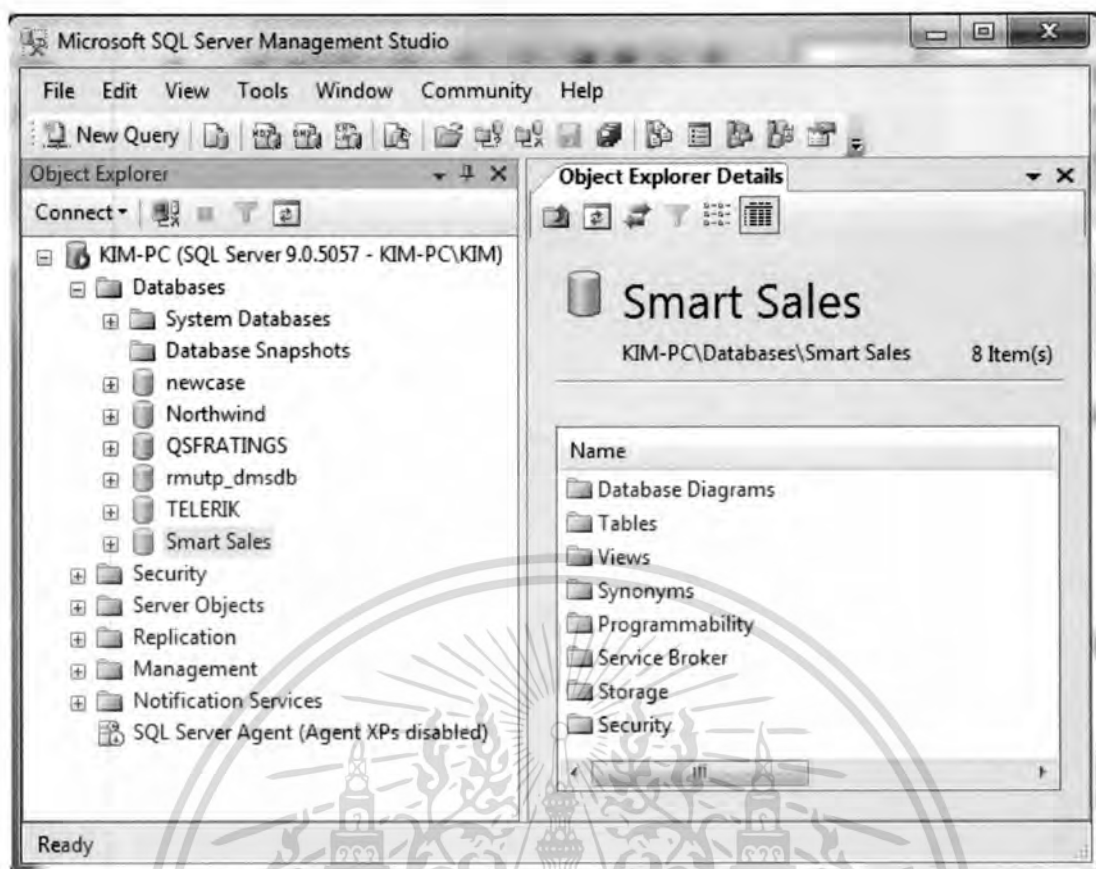 Microsoft SQL Server Management Studio
File Edit View Tools Window Community Help
New Query
Object Explorer
Connect
KIM-PC (SQL Server 9.0.5057 - KIM-PC\KIM)
Databases
System Databases
Database Snapshots
newcase
Northwind
QSFRATINGS
rmutp_dmsdb
TELERIK
Smart Sales
Security
Server Objects
Replication
Management
Notification Services
SQL Server Agent (Agent XPs disabled)
Object Explorer Details
Smart Sales
KIM-PC\Databases\Smart Sales 8 Item(s)
Name
Database Diagrams
Tables
Views
Synonyms
Programmability
Service Broker
Storage
Security
Ready